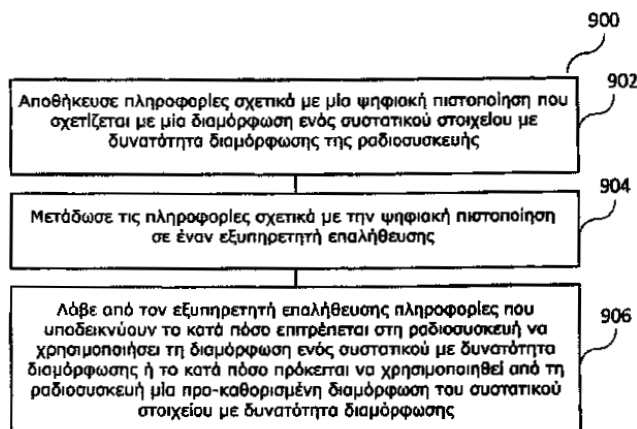 900
902
Αποθήκευσε πληροφορίες σχετικά με μία ψηφιακή πιστοποίηση που
σχετίζεται με μία διαμόρφωση ενός συστατικού στοιχείου με
δυνατότητα διαμόρφωσης της ραδιοσυσκευής
904
Μετάδωσε τις πληροφορίες σχετικά με την ψηφιακή πιστοποίηση
σε έναν εξυπηρετητή επαλήθευσης
906
Λάβε από τον εξυπηρετητή επαλήθευσης πληροφορίες που
υποδεικνύουν το κατά πόσο επιτρέπεται στη ραδιοσυσκευή να
χρησιμοποιήσει τη διαμόρφωση ενός συστατικού με δυνατότητα
διαμόρφωσης ή το κατά πόσο πρόκειται να χρησιμοποιηθεί από τη
ραδιοσυσκευή μία προ-καθορισμένη διαμόρφωση του συστατικού
στοιχείου με δυνατότητα διαμόρφωσης